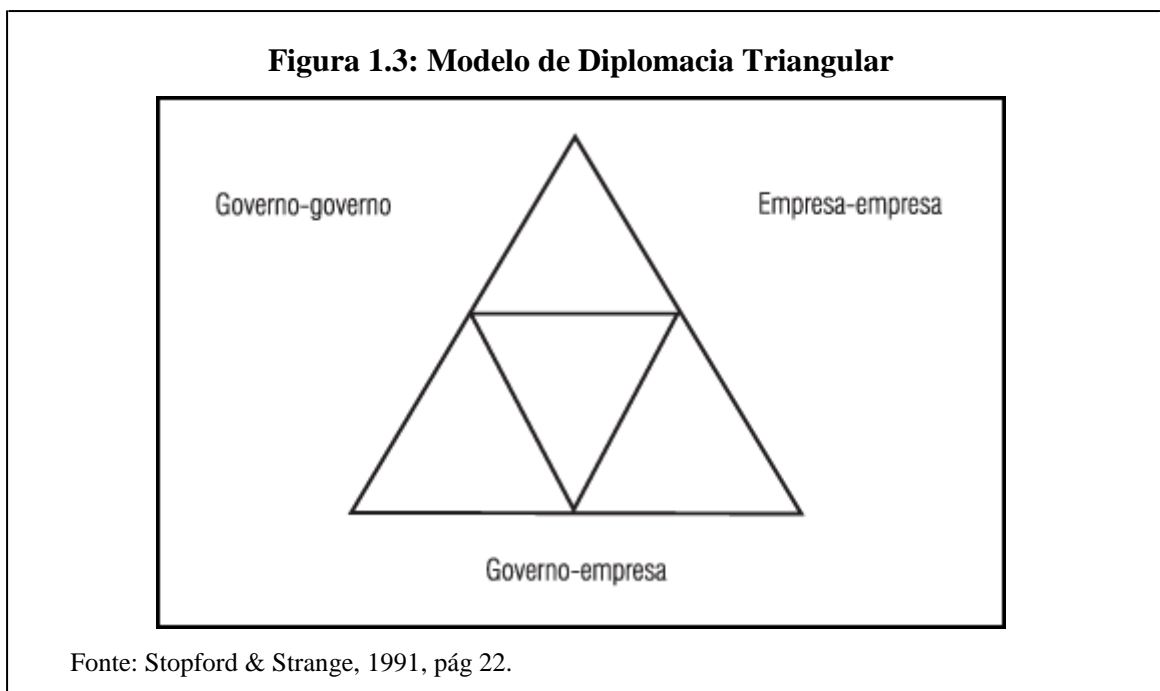 Figura 1.3: Modelo de Diplomacia Triangular
Governo-governo
Empresa-empresa
Governo-empresa
Fonte: Stopford & Strange, 1991, pág 22.